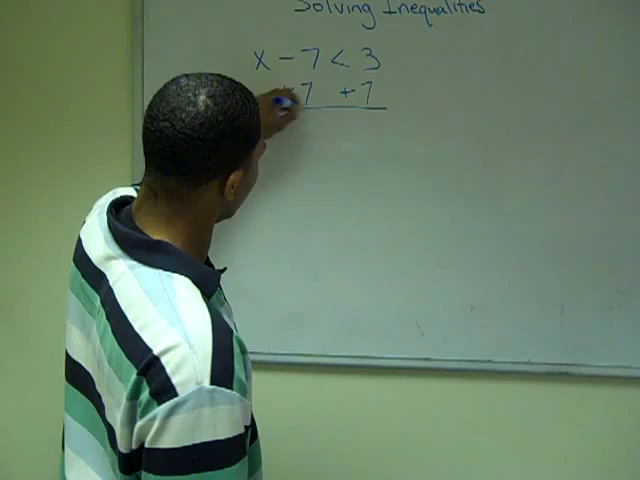 Solving Inequalities
x - 7 < 3
+7 +7